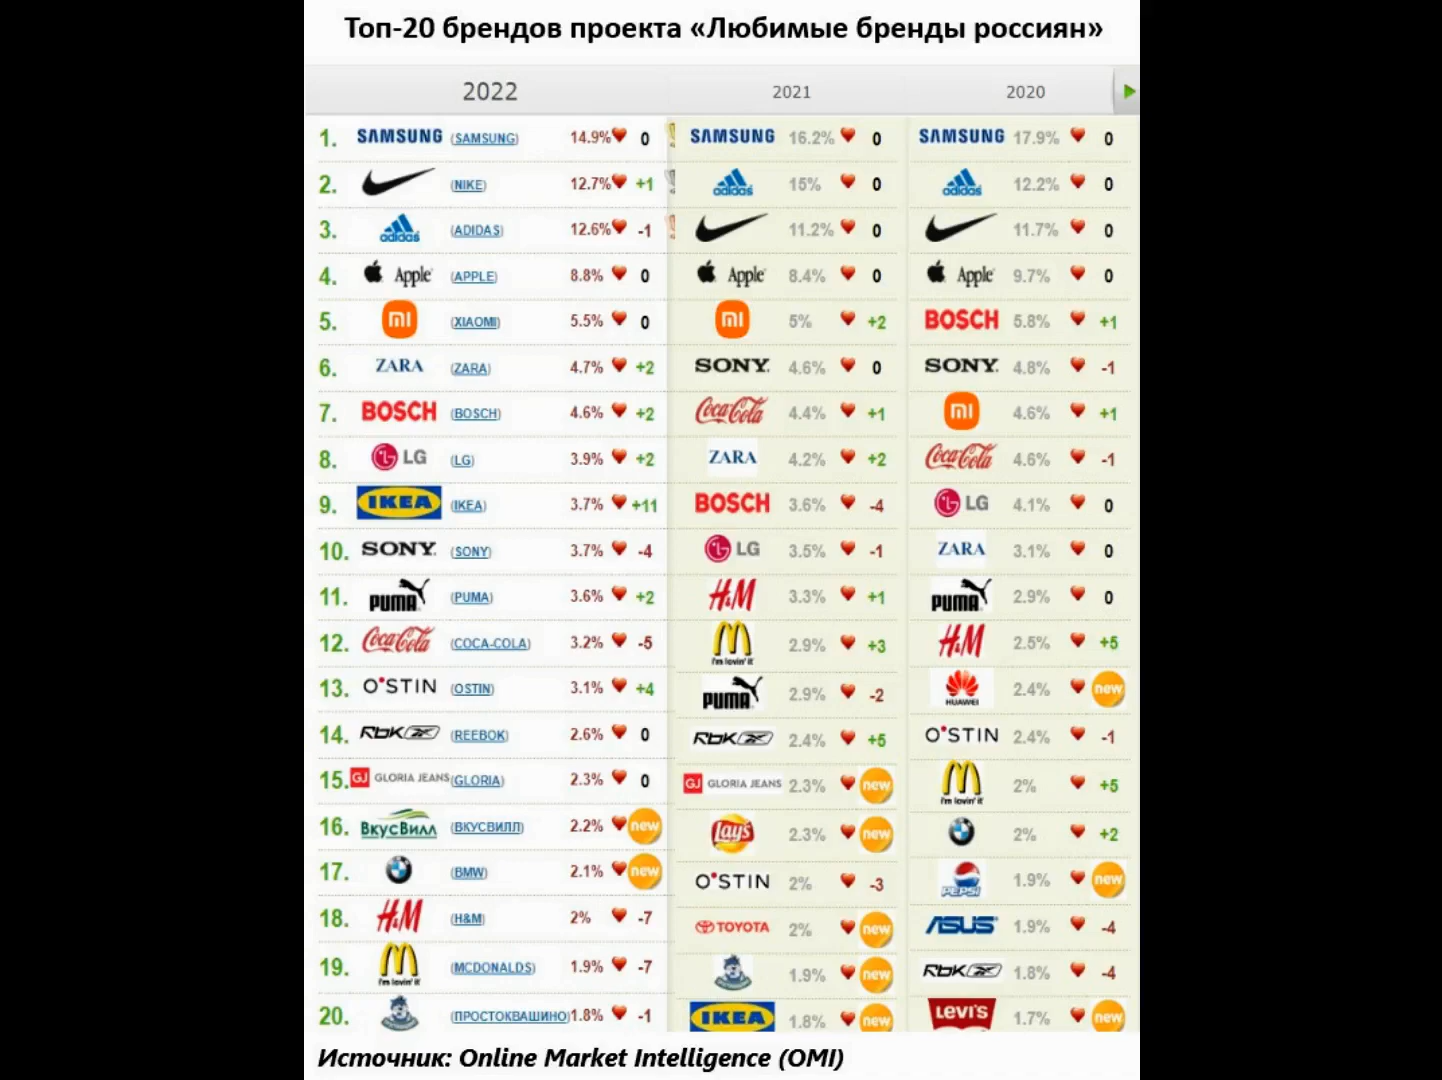 Топ-20 брендов проекта «Любимые бренды россиян»
2022 2021 2020
1. SAMSUNG (SAMSUNG) 14.9% 0 SAMSUNG 16.2% 0 SAMSUNG 17.9% 0
2. (NIKE) 12.7% +1 adidas 15% 0 adidas 12.2% 0
3. adidas (ADIDAS) 12.6% -1 11.2% 0 11.7% 0
4. Apple (APPLE) 8.8% 0 Apple 8.4% 0 Apple 9.7% 0
5. MI (XIAOMI) 5.5% 0 MI 5% +2 BOSCH 5.8% +1
6. ZARA (ZARA) 4.7% +2 SONY 4.6% 0 SONY 4.8% -1
7. BOSCH (BOSCH) 4.6% +2 Coca-Cola 4.4% +1 MI 4.6% +1
8. LG (LG) 3.9% +2 ZARA 4.2% +2 Coca-Cola 4.6% -1
9. IKEA (IKEA) 3.7% +11 BOSCH 3.6% -4 LG 4.1% 0
10. SONY (SONY) 3.7% -4 LG 3.5% -1 ZARA 3.1% 0
11. PUMA (PUMA) 3.6% +2 H&M 3.3% +1 PUMA 2.9% 0
12. Coca-Cola (COCA-COLA) 3.2% -5 i'm lovin' it 2.9% +3 H&M 2.5% +5
13. O'STIN (OSTIN) 3.1% +4 PUMA 2.9% -2 HUAWEI 2.4% new
14. RbK (REEBOK) 2.6% 0 RbK 2.4% +5 O'STIN 2.4% -1
15. GJ GLORIA JEANS (GLORIA) 2.3% 0 GJ GLORIA JEANS 2.3% new i'm lovin' it 2% +5
16. ВкусВилл (ВКУСВИЛЛ) 2.2% new Lay's 2.3% new 2% +2
17. (BMW) 2.1% new O'STIN 2% -3 PEPSI 1.9% new
18. H&M (H&M) 2% -7 TOYOTA 2% new ASUS 1.9% -4
19. i'm lovin' it (MCDONALDS) 1.9% -7 1.9% new RbK 1.8% -4
20. (ПРОСТОКВАШИНО) 1.8% -1 IKEA 1.8% new LEVI'S 1.7% new
Источник: Online Market Intelligence (OMI)